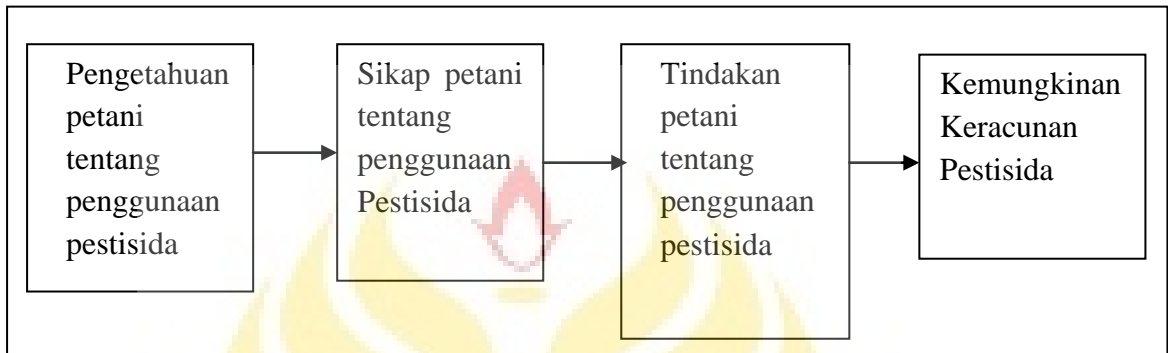 Pengetahuan
petani
tentang
penggunaan
pestisida
Sikap petani
tentang
penggunaan
Pestisida
Tindakan
petani
tentang
penggunaan
pestisida
Kemungkinan
Keracunan
Pestisida